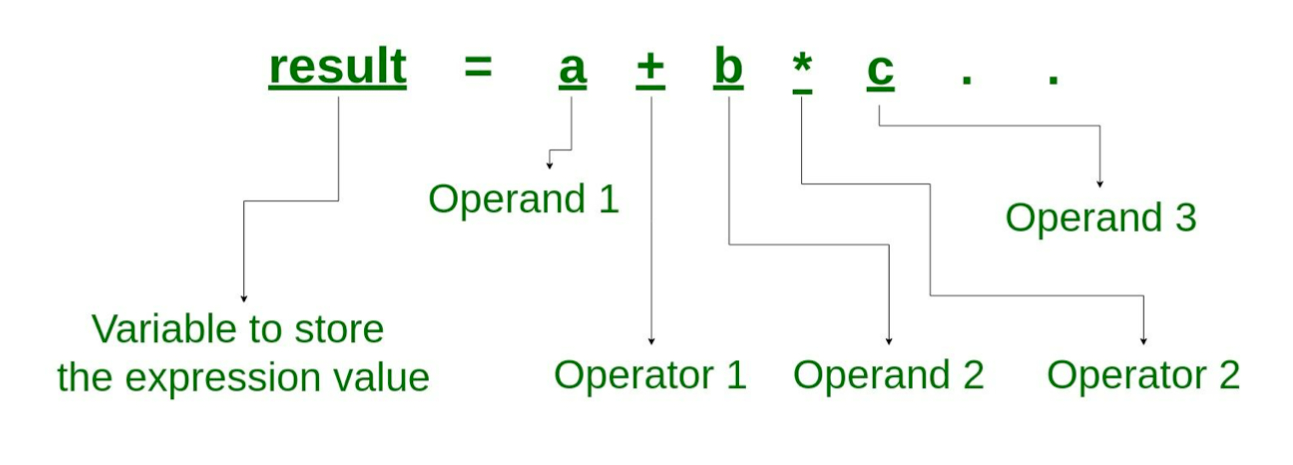 result = a + b * c . .
Operand 1
Operand 3
Variable to store
the expression value
Operator 1 Operand 2 Operator 2